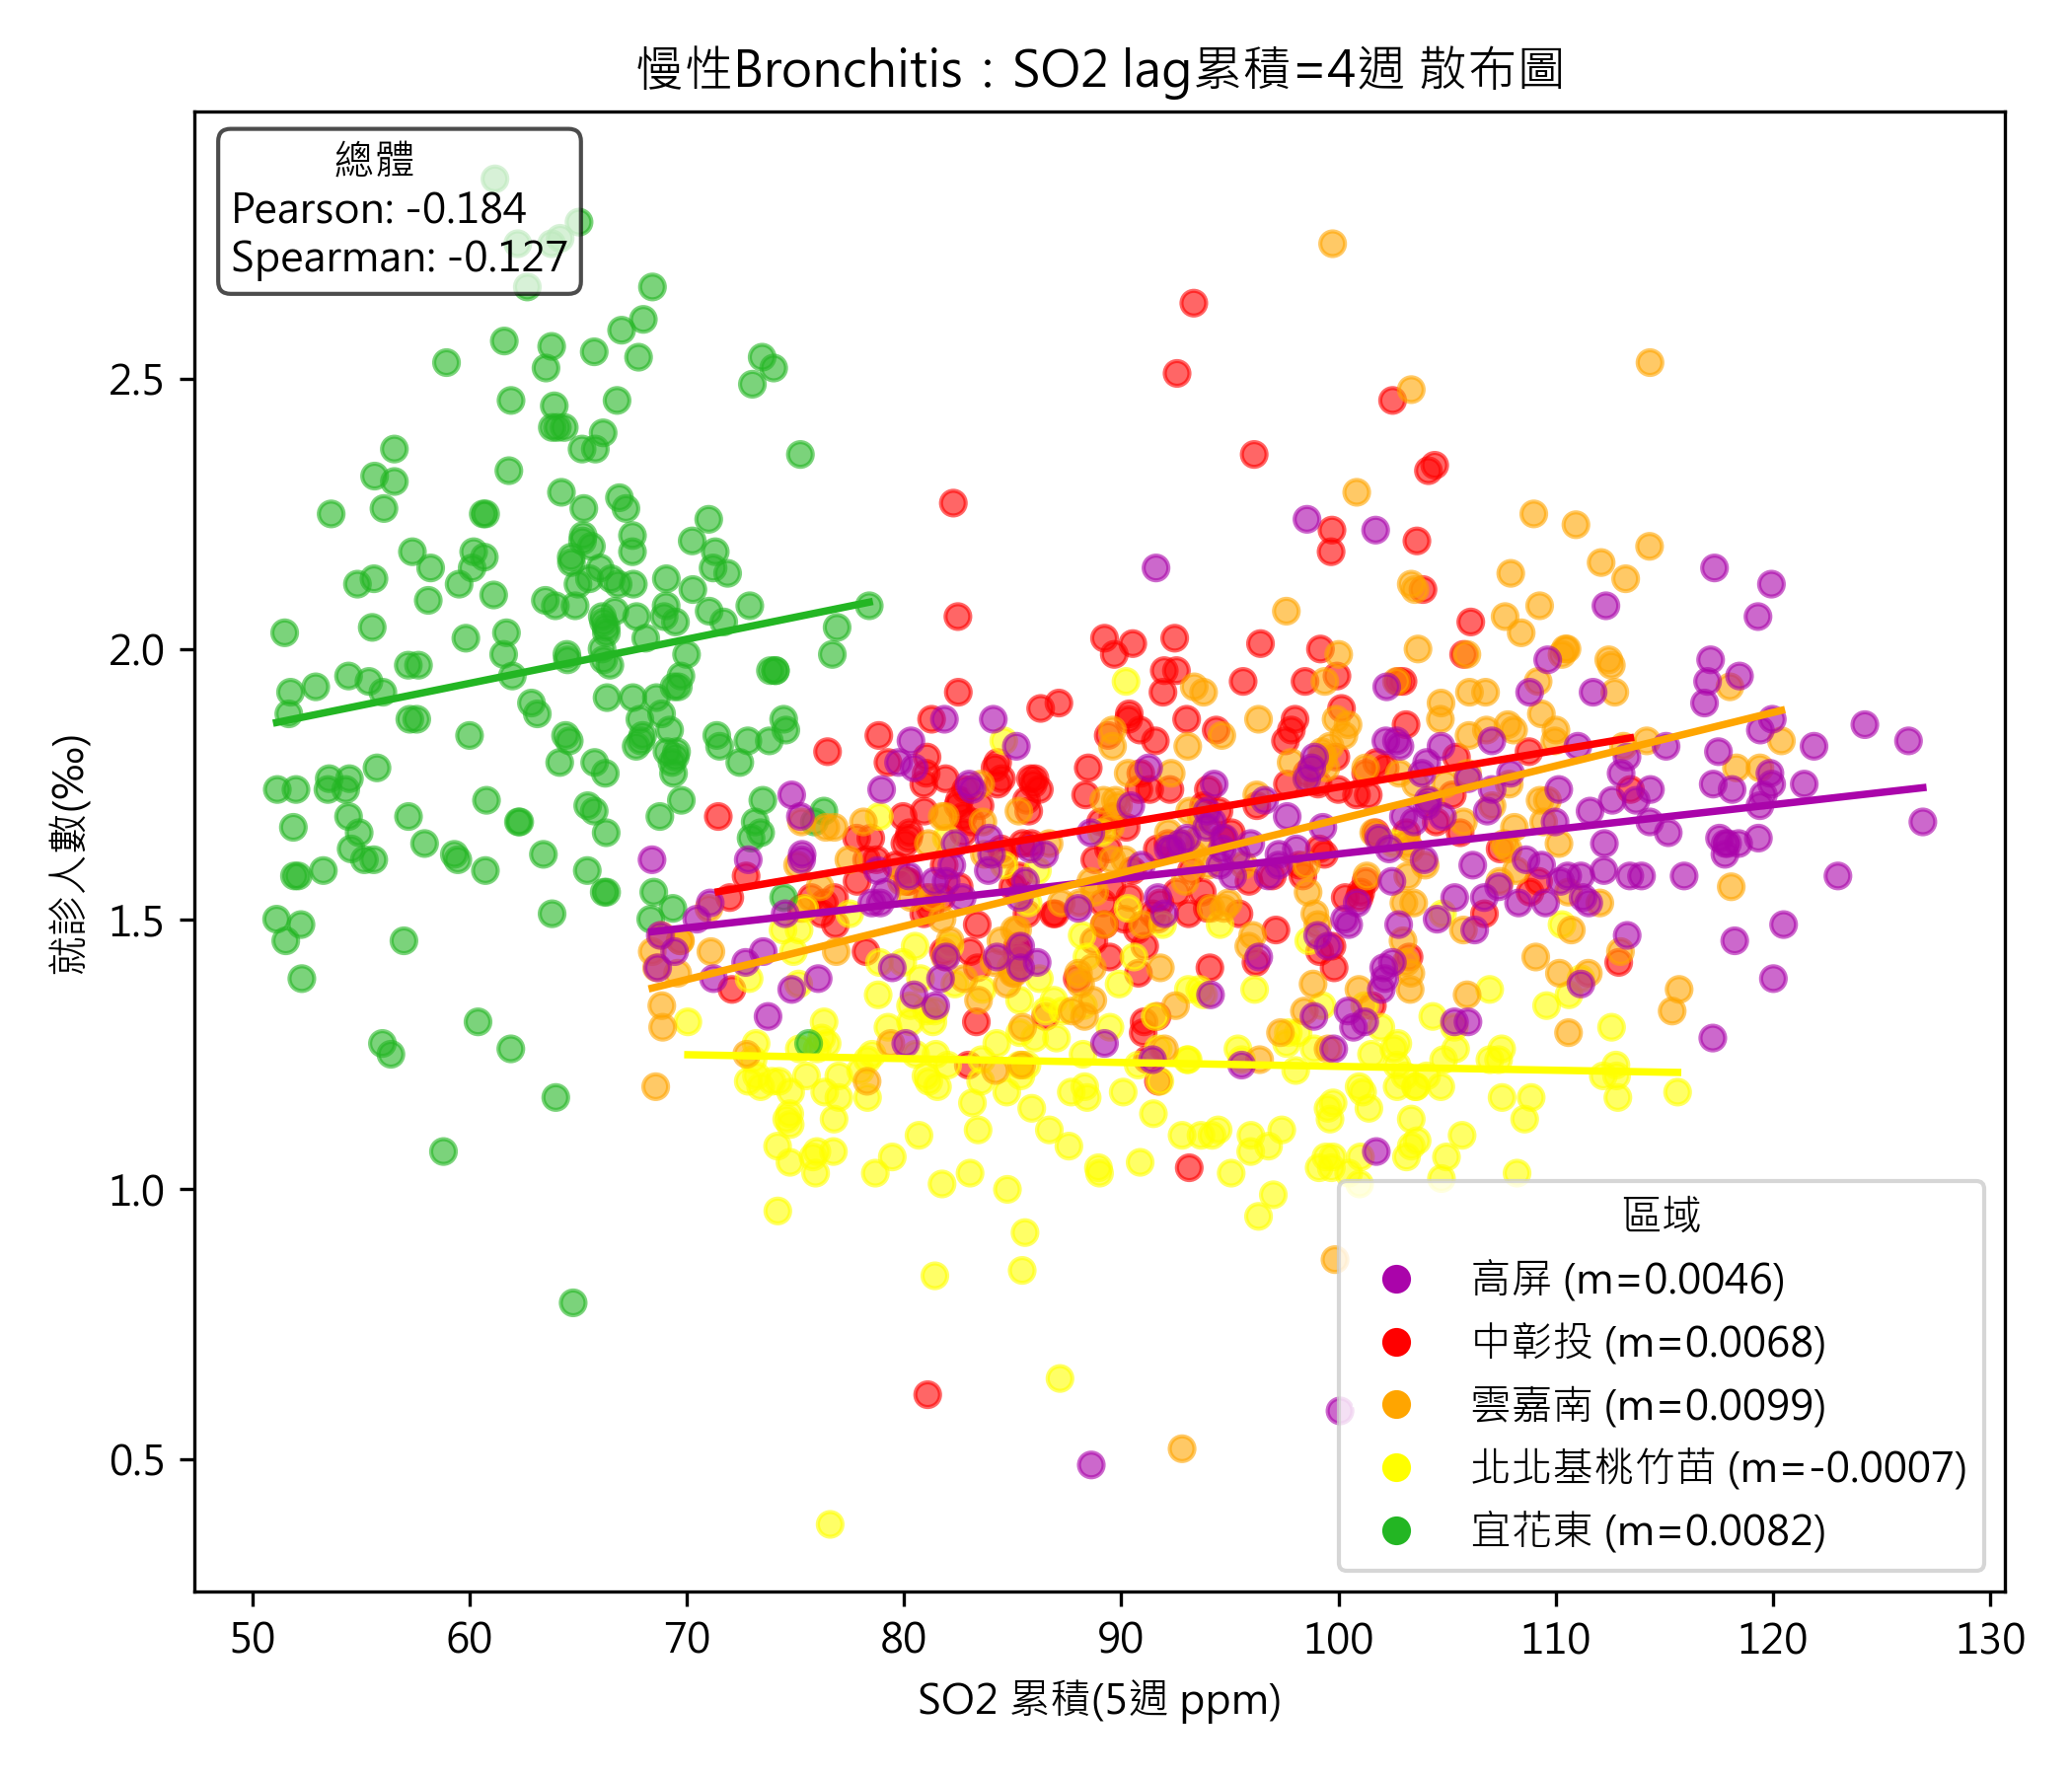 慢性Bronchitis：SO2 lag累積=4週 散布圖
總體
Pearson: -0.184
Spearman: -0.127
就診人數(‰)
2.5
2.0
1.5
1.0
0.5
區域
高屏 (m=0.0046)
中彰投 (m=0.0068)
雲嘉南 (m=0.0099)
北北基桃竹苗 (m=-0.0007)
宜花東 (m=0.0082)
50 60 70 80 90 100 110 120 130
SO2 累積(5週 ppm)